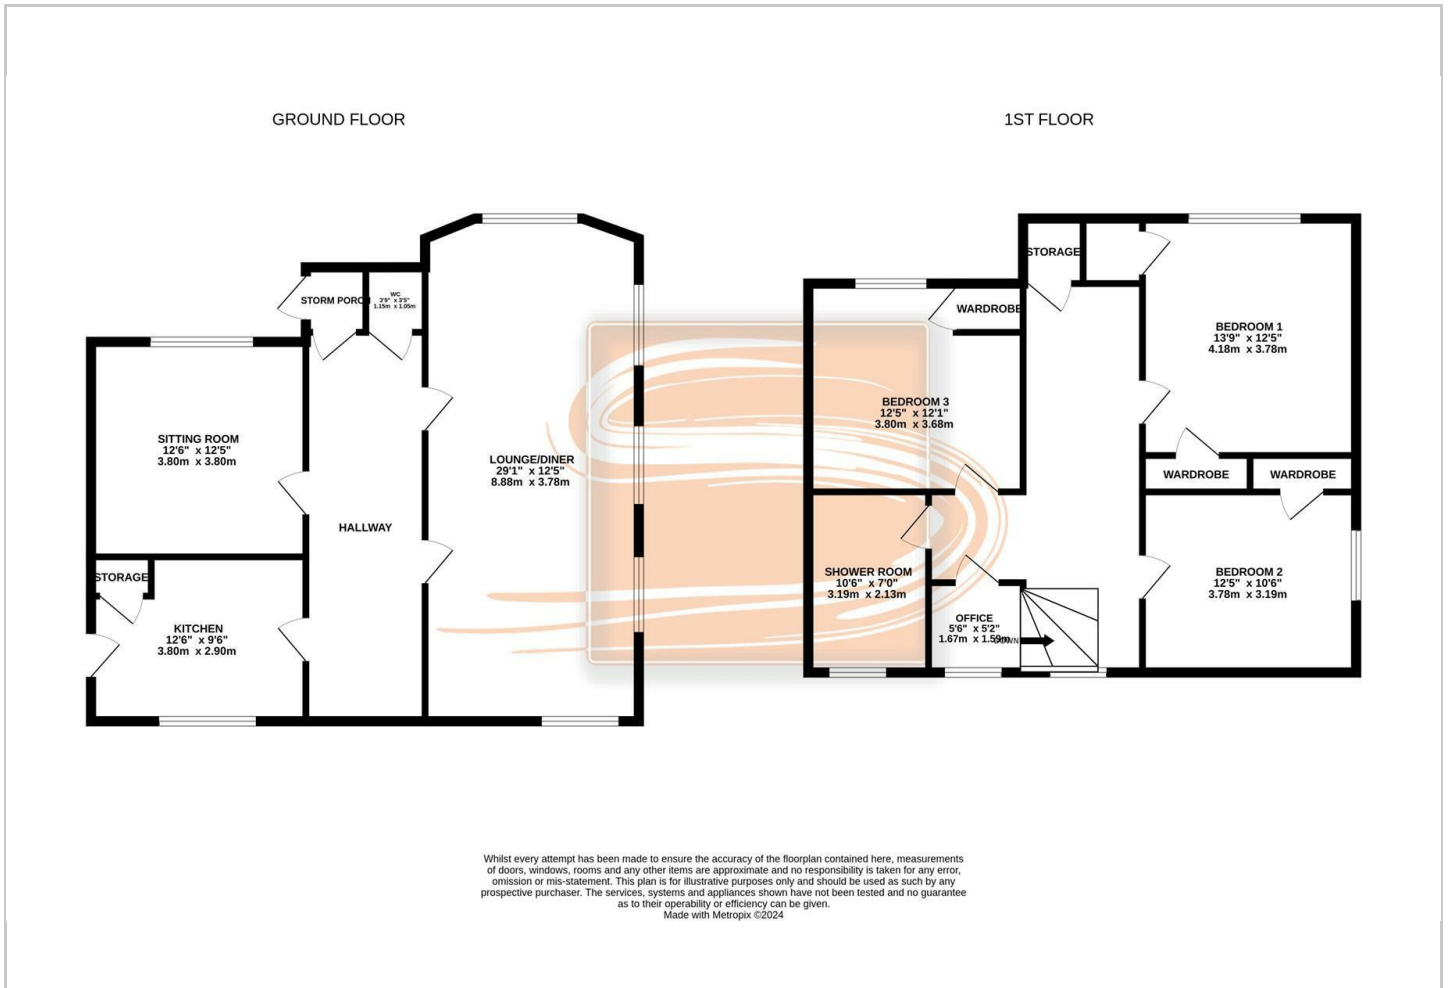 GROUND FLOOR
1ST FLOOR
STORM PORCH
WC
3'9" x 3'5"
1.15m x 1.05m
SITTING ROOM
12'6" x 12'5"
3.80m x 3.80m
LOUNGE/DINER
29'1" x 12'5"
8.88m x 3.78m
HALLWAY
STORAGE
KITCHEN
12'6" x 9'6"
3.80m x 2.90m
STORAGE
WARDROBE
BEDROOM 1
13'9" x 12'5"
4.18m x 3.78m
BEDROOM 3
12'5" x 12'1"
3.80m x 3.68m
WARDROBE
WARDROBE
SHOWER ROOM
10'6" x 7'0"
3.19m x 2.13m
BEDROOM 2
12'5" x 10'6"
3.78m x 3.19m
OFFICE
5'6" x 5'2"
1.67m x 1.59m
DOWN
Whilst every attempt has been made to ensure the accuracy of the floorplan contained here, measurements
of doors, windows, rooms and any other items are approximate and no responsibility is taken for any error,
omission or mis-statement. This plan is for illustrative purposes only and should be used as such by any
prospective purchaser. The services, systems and appliances shown have not been tested and no guarantee
as to their operability or efficiency can be given.
Made with Metropix ©2024